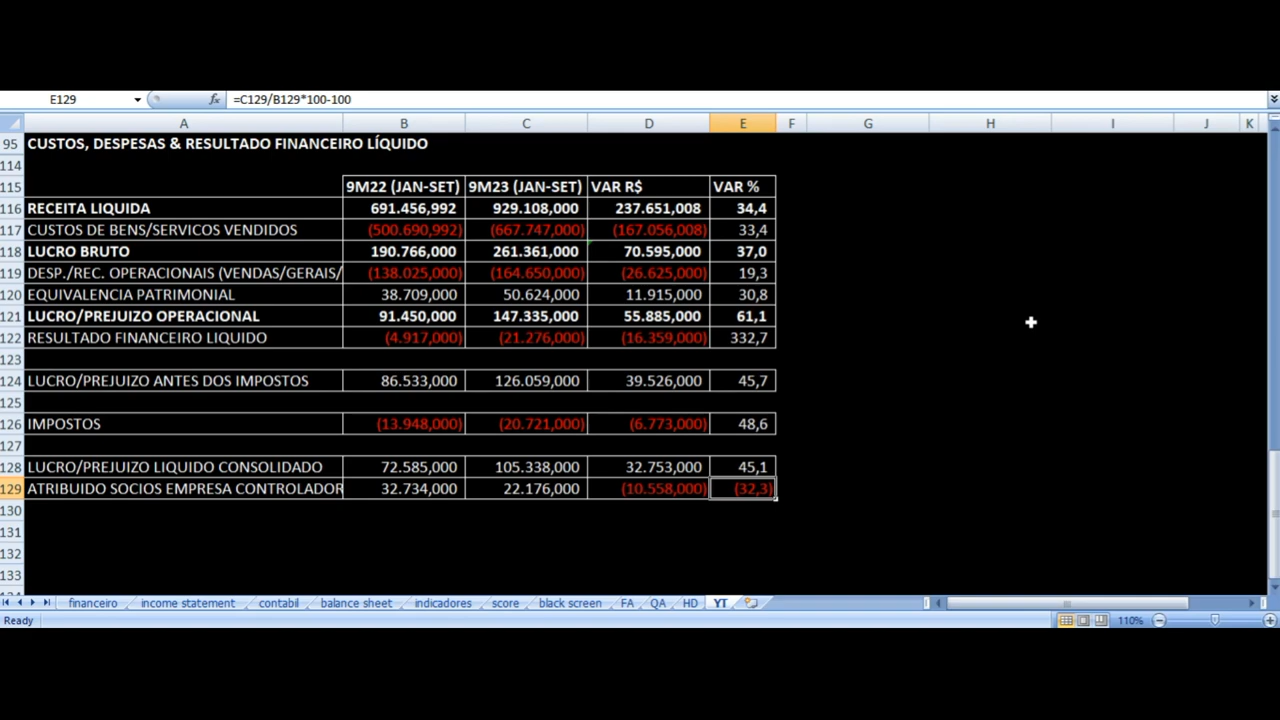 E129 fx =C129/B129*100-100
A B C D E F G H I J K
95 CUSTOS, DESPESAS & RESULTADO FINANCEIRO LÍQUIDO
114
115 9M22 (JAN-SET) 9M23 (JAN-SET) VAR R$ VAR %
116 RECEITA LIQUIDA 691.456,992 929.108,000 237.651,008 34,4
117 CUSTOS DE BENS/SERVICOS VENDIDOS (500.690,992) (667.747,000) (167.056,008) 33,4
118 LUCRO BRUTO 190.766,000 261.361,000 70.595,000 37,0
119 DESP./REC. OPERACIONAIS (VENDAS/GERAIS/ (138.025,000) (164.650,000) (26.625,000) 19,3
120 EQUIVALENCIA PATRIMONIAL 38.709,000 50.624,000 11.915,000 30,8
121 LUCRO/PREJUIZO OPERACIONAL 91.450,000 147.335,000 55.885,000 61,1
122 RESULTADO FINANCEIRO LIQUIDO (4.917,000) (21.276,000) (16.359,000) 332,7
123
124 LUCRO/PREJUIZO ANTES DOS IMPOSTOS 86.533,000 126.059,000 39.526,000 45,7
125
126 IMPOSTOS (13.948,000) (20.721,000) (6.773,000) 48,6
127
128 LUCRO/PREJUIZO LIQUIDO CONSOLIDADO 72.585,000 105.338,000 32.753,000 45,1
129 ATRIBUIDO SOCIOS EMPRESA CONTROLADOR 32.734,000 22.176,000 (10.558,000) (32,3)
130
131
132
133
financeiro income statement contabil balance sheet indicadores score black screen FA QA HD YT
Ready 110%